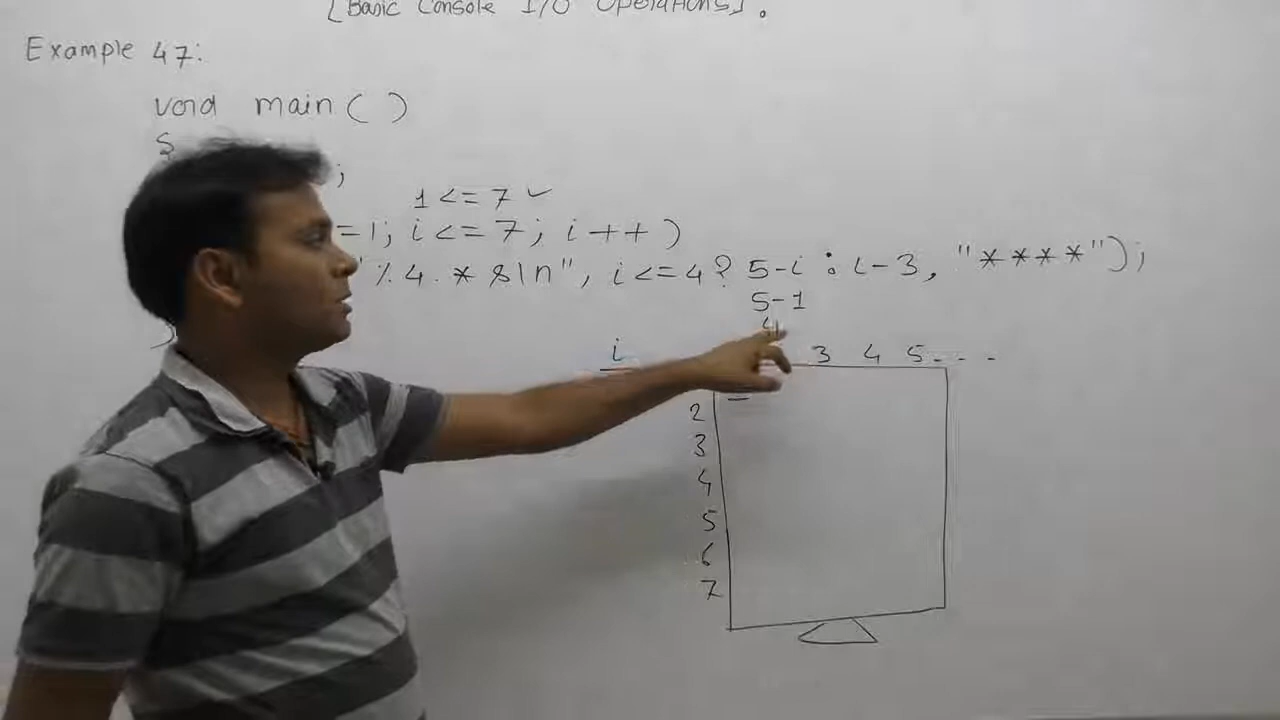 [Basic Console I/O Operations].
Example 47:
void main( )
{
;
1 <= 7 ✓
=1; i <= 7; i ++ )
"%4.*s\n", i <= 4 ? 5-i : i-3, "****");
5-1
4
}
i
3 4 5 - - -
2
3
4
5
6
7